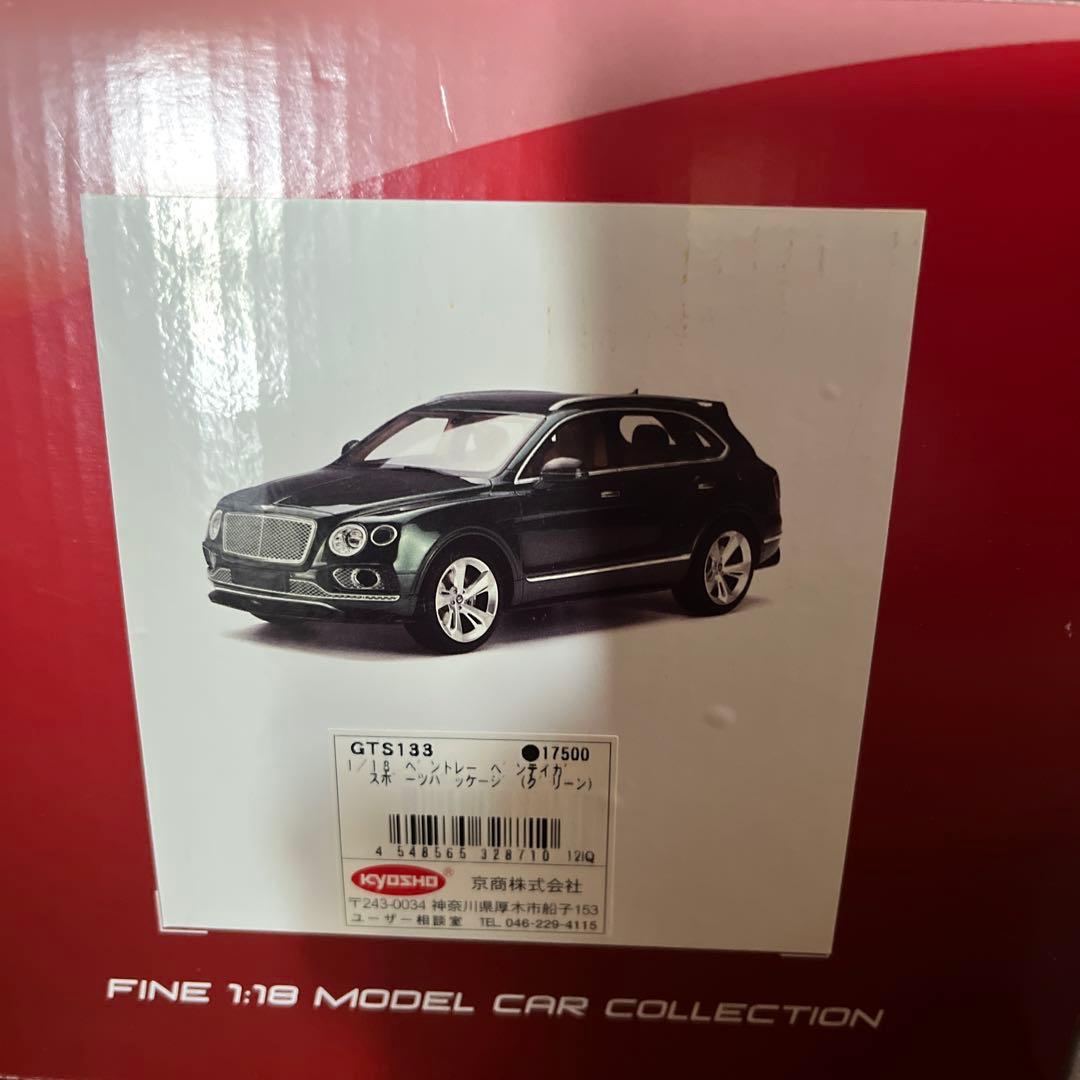 GTS133 ●17500
1/18 ベントレー ベンテイガ
スポーツパッケージ (グリーン)
4 548565 328710 12IQ
KYOSHO® 京商株式会社
〒243-0034 神奈川県厚木市船子153
ユーザー相談室 TEL. 046-229-4115
FINE 1:18 MODEL CAR COLLECTION